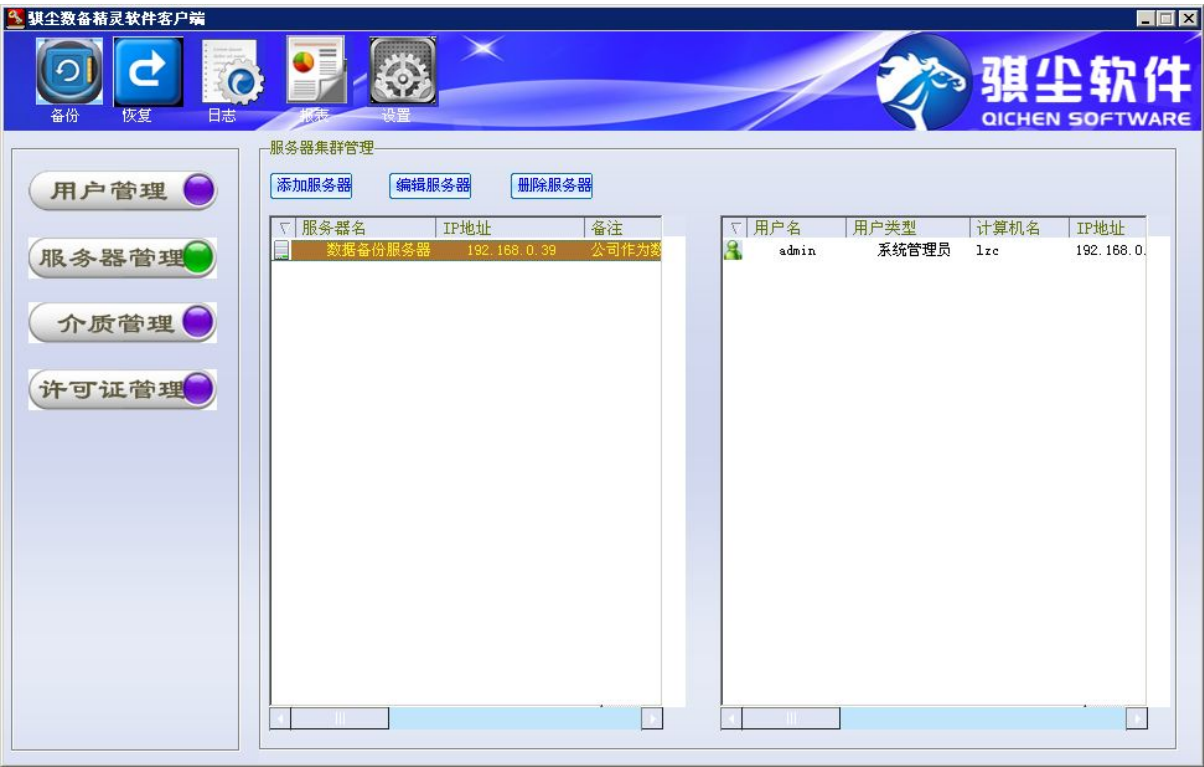 骐尘数备精灵软件客户端
备份 恢复 日志 报表 设置
骐尘软件
QICHEN SOFTWARE
用户管理
服务器管理
介质管理
许可证管理
服务器集群管理
添加服务器 编辑服务器 删除服务器
服务器名 IP地址 备注
数据备份服务器 192.168.0.39 公司作为数
用户名 用户类型 计算机名 IP地址
admin 系统管理员 lzc 192.168.0.